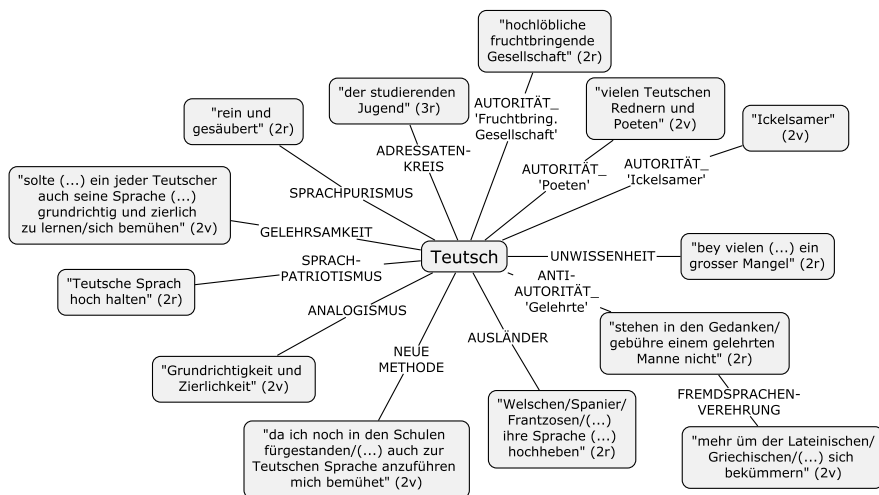 "hochlöbliche
fruchtbringende
Gesellschaft" (2r)
"der studierenden
Jugend" (3r)
"vielen Teutschen
Rednern und
Poeten" (2v)
"rein und
gesäubert" (2r)
"Ickelsamer"
(2v)
AUTORITÄT_
'Fruchtbring.
Gesellschaft'
ADRESSATEN-
KREIS
AUTORITÄT_
'Poeten'
AUTORITÄT_
'Ickelsamer'
SPRACHPURISMUS
"solte (...) ein jeder Teutscher
auch seine Sprache (...)
grundrichtig und zierlich
zu lernen/sich bemühen" (2v)
GELEHRSAMKEIT
Teutsch
UNWISSENHEIT
"bey vielen (...) ein
grosser Mangel" (2r)
SPRACH-
PATRIOTISMUS
"Teutsche Sprach
hoch halten" (2r)
ANTI-
AUTORITÄT_
'Gelehrte'
ANALOGISMUS
"stehen in den Gedanken/
gebühre einem gelehrten
Manne nicht" (2r)
AUSLÄNDER
NEUE
METHODE
"Grundrichtigkeit und
Zierlichkeit" (2v)
FREMDSPRACHEN-
VEREHRUNG
"Welschen/Spanier/
Frantzosen/(...)
ihre Sprache (...)
hochheben" (2r)
"da ich noch in den Schulen
fürgestanden/(...) auch zur
Teutschen Sprache anzuführen
mich bemühet" (2v)
"mehr üm der Lateinischen/
Griechischen/(...) sich
bekümmern" (2v)